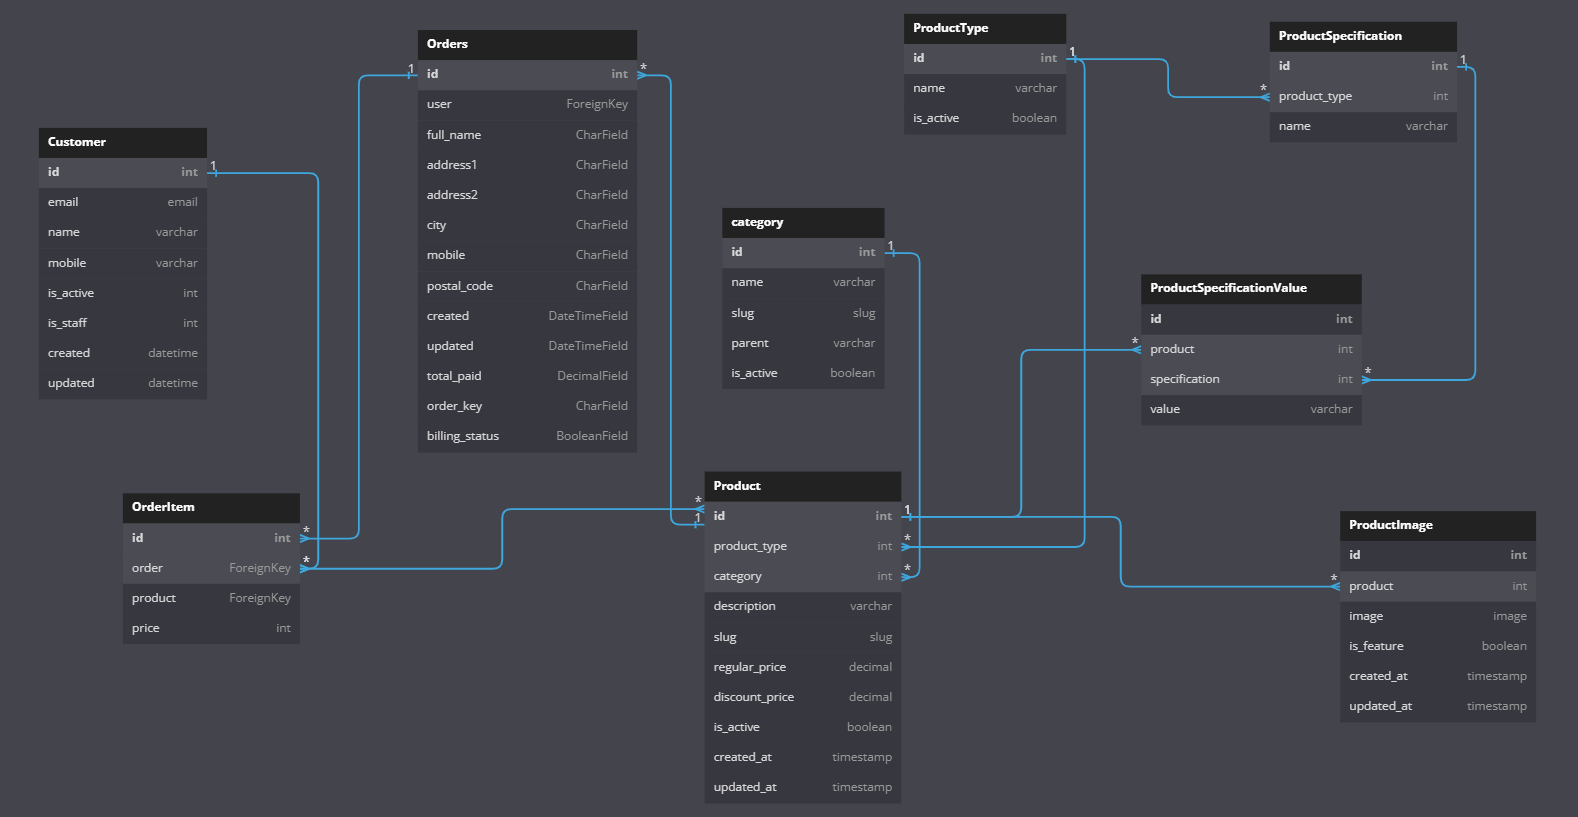 Customer
id int
email email
name varchar
mobile varchar
is_active int
is_staff int
created datetime
updated datetime
1
Orders
1 id int *
user ForeignKey
full_name CharField
address1 CharField
address2 CharField
city CharField
mobile CharField
postal_code CharField
created DateTimeField
updated DateTimeField
total_paid DecimalField
order_key CharField
billing_status BooleanField
OrderItem
id int *
order ForeignKey *
product ForeignKey
price int
category
id int 1
name varchar
slug slug
parent varchar
is_active boolean
Product
*
1 id int 1
product_type int *
category int *
description varchar
slug slug
regular_price decimal
discount_price decimal
is_active boolean
created_at timestamp
updated_at timestamp
ProductType
id int 1
name varchar
is_active boolean
ProductSpecification
id int 1
* product_type int
name varchar
ProductSpecificationValue
id int
* product int
specification int *
value varchar
ProductImage
id int
* product int
image image
is_feature boolean
created_at timestamp
updated_at timestamp